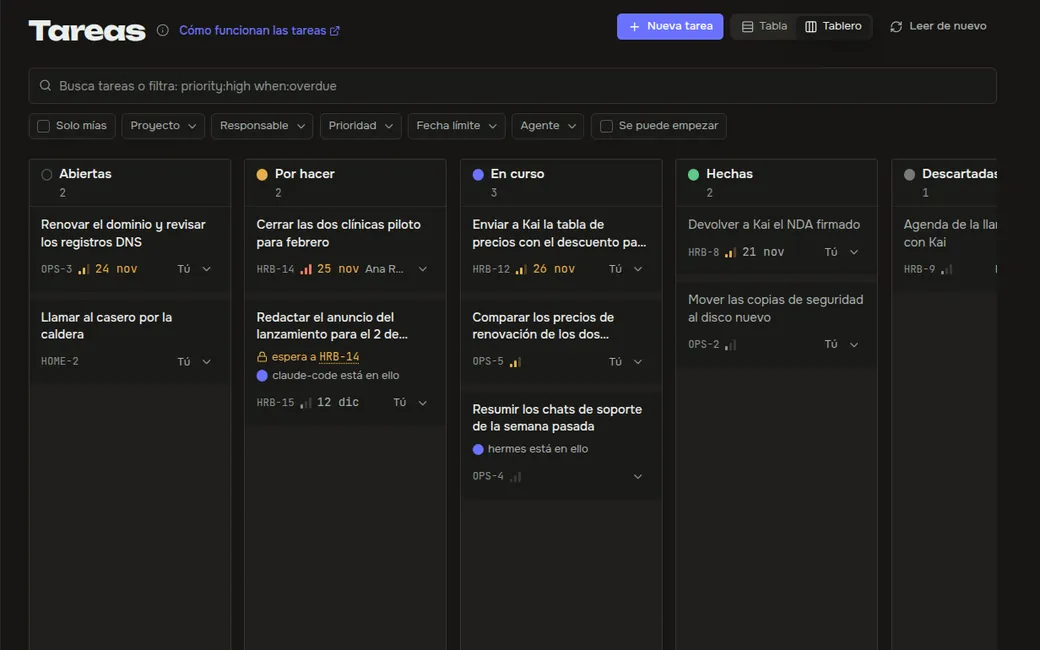 Tareas
Cómo funcionan las tareas
Nueva tarea
Tabla
Tablero
Leer de nuevo
Busca tareas o filtra: priority:high when:overdue
Solo mías
Proyecto
Responsable
Prioridad
Fecha límite
Agente
Se puede empezar
Abiertas
2
Renovar el dominio y revisar
los registros DNS
OPS-3 24 nov Tú
Llamar al casero por la
caldera
HOME-2 Tú
Por hacer
2
Cerrar las dos clínicas piloto
para febrero
HRB-14 25 nov Ana R...
Redactar el anuncio del
lanzamiento para el 2 de...
espera a HRB-14
claude-code está en ello
HRB-15 12 dic Tú
En curso
3
Enviar a Kai la tabla de
precios con el descuento pa...
HRB-12 26 nov Tú
Comparar los precios de
renovación de los dos...
OPS-5 Tú
Resumir los chats de soporte
de la semana pasada
hermes está en ello
OPS-4
Hechas
2
Devolver a Kai el NDA firmado
HRB-8 21 nov Tú
Mover las copias de seguridad
al disco nuevo
OPS-2 Tú
Descartadas
1
Agenda de la
con Kai
HRB-9